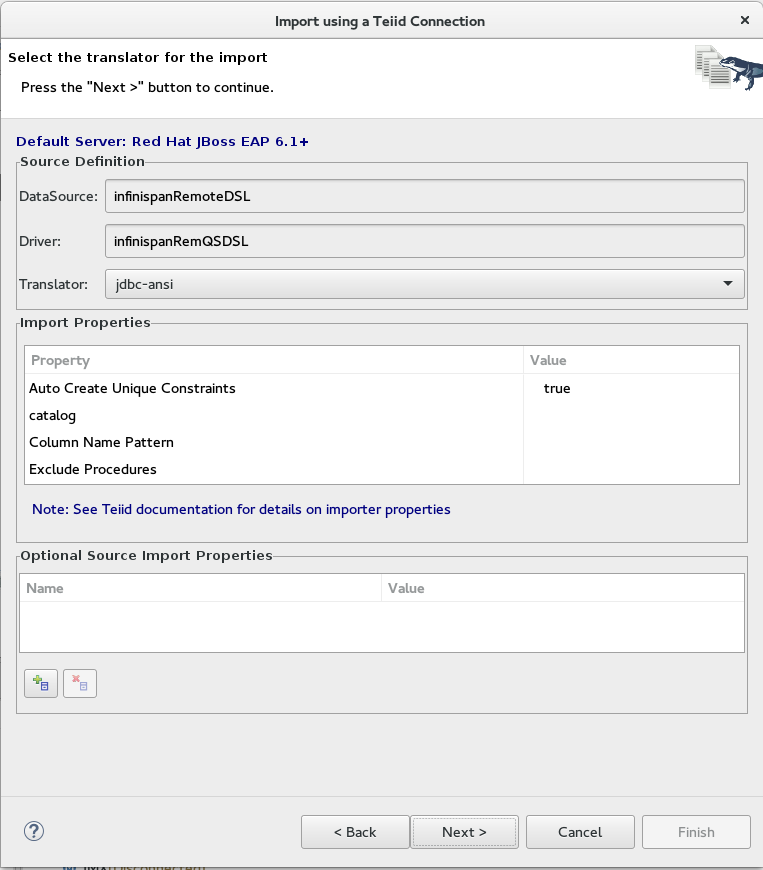 Import using a Teiid Connection
Select the translator for the import
Press the "Next >" button to continue.
Default Server: Red Hat JBoss EAP 6.1+
Source Definition
DataSource: infinispanRemoteDSL
Driver: infinispanRemQSDSL
Translator: jdbc-ansi
Import Properties
Property Value
Auto Create Unique Constraints true
catalog
Column Name Pattern
Exclude Procedures
Note: See Teiid documentation for details on importer properties
Optional Source Import Properties
Name Value
< Back Next > Cancel Finish